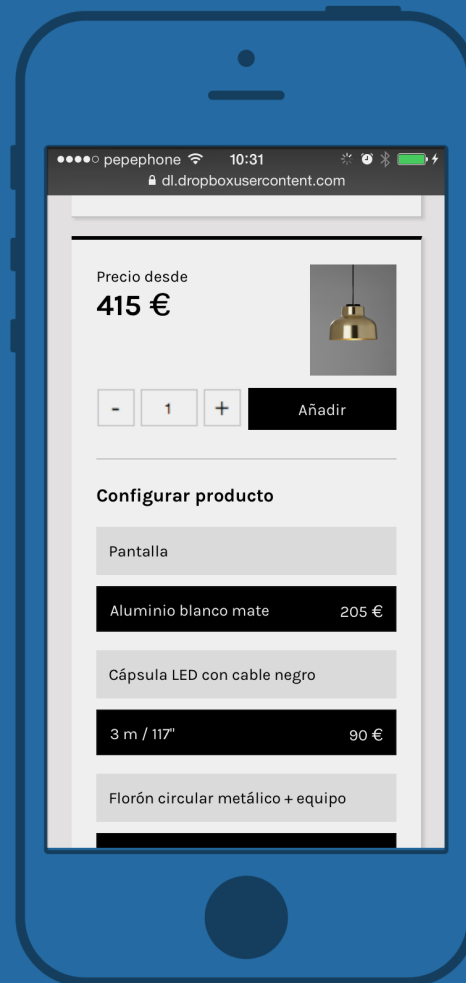 pepephone 10:31
dl.dropboxusercontent.com
Precio desde
415 €
- 1 + Añadir
Configurar producto
Pantalla
Aluminio blanco mate 205 €
Cápsula LED con cable negro
3 m / 117" 90 €
Florón circular metálico + equipo